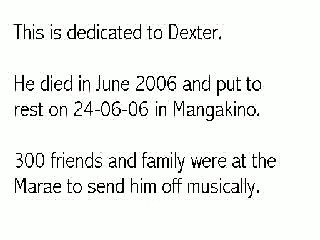 This is dedicated to Dexter.
He died in June 2006 and put to
rest on 24-06-06 in Mangakino.
300 friends and family were at the
Marae to send him off musically.